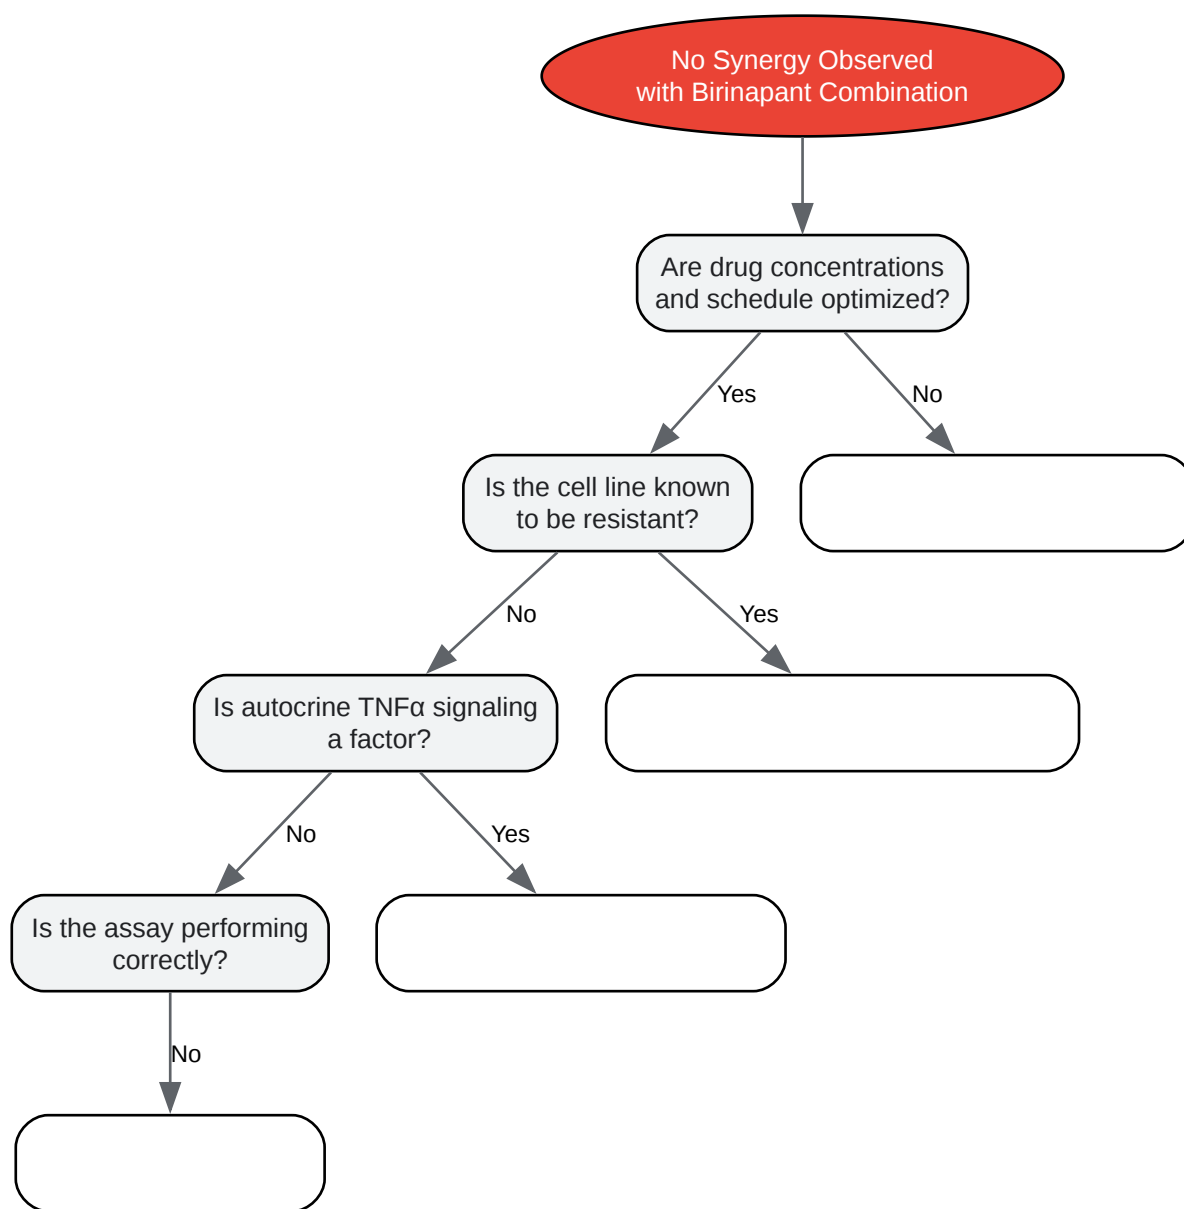 No Synergy Observed
with Birinapant Combination
Are drug concentrations
and schedule optimized?
Yes
No
Is the cell line known
to be resistant?
No
Yes
Is autocrine TNFα signaling
a factor?
No
Yes
Is the assay performing
correctly?
No